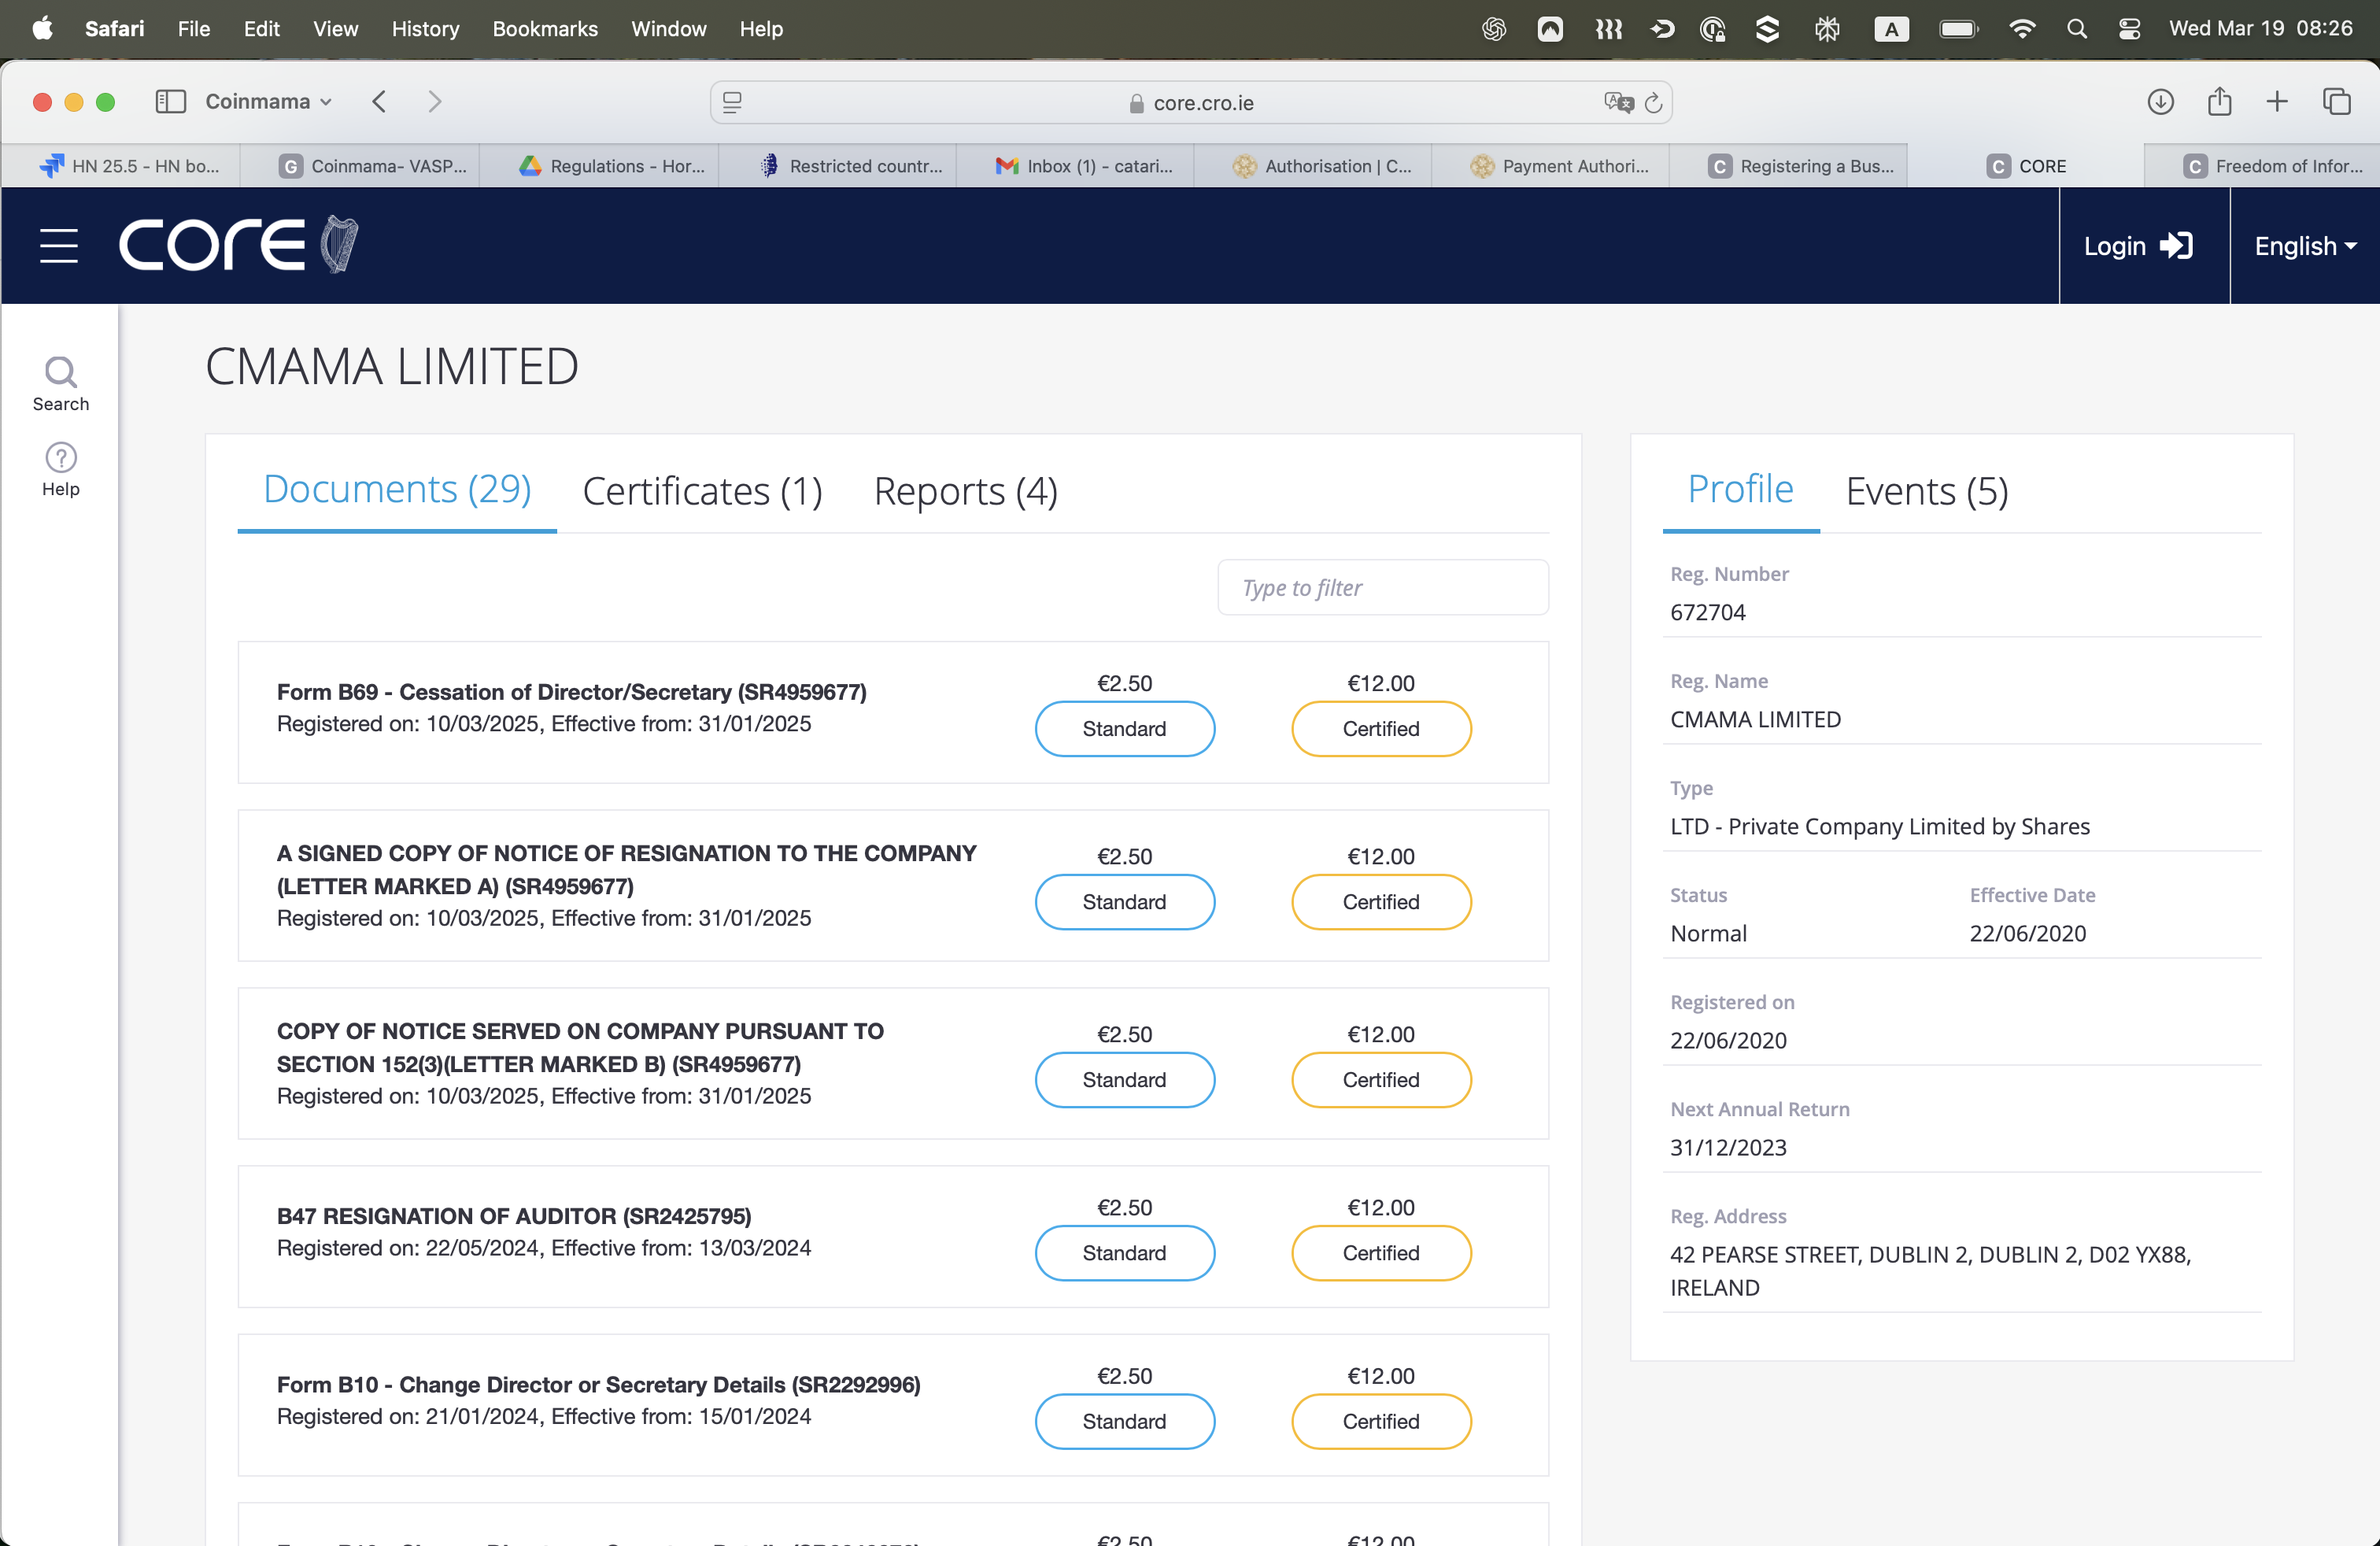 Safari File Edit View History Bookmarks Window Help A Wed Mar 19 08:26
Coinmama core.cro.ie
HN 25.5 - HN bo... Coinmama- VASP... Regulations - Hor... Restricted countr... Inbox (1) - catari... Authorisation | C... Payment Authori... Registering a Bus... CORE Freedom of Infor...
CORE Login English
Search
Help
CMAMA LIMITED
Documents (29) Certificates (1) Reports (4)
Type to filter
Form B69 - Cessation of Director/Secretary (SR4959677)
Registered on: 10/03/2025, Effective from: 31/01/2025
€2.50 €12.00
Standard Certified
A SIGNED COPY OF NOTICE OF RESIGNATION TO THE COMPANY
(LETTER MARKED A) (SR4959677)
Registered on: 10/03/2025, Effective from: 31/01/2025
€2.50 €12.00
Standard Certified
COPY OF NOTICE SERVED ON COMPANY PURSUANT TO
SECTION 152(3)(LETTER MARKED B) (SR4959677)
Registered on: 10/03/2025, Effective from: 31/01/2025
€2.50 €12.00
Standard Certified
B47 RESIGNATION OF AUDITOR (SR2425795)
Registered on: 22/05/2024, Effective from: 13/03/2024
€2.50 €12.00
Standard Certified
Form B10 - Change Director or Secretary Details (SR2292996)
Registered on: 21/01/2024, Effective from: 15/01/2024
€2.50 €12.00
Standard Certified
€2.50 €12.00
Profile Events (5)
Reg. Number
672704
Reg. Name
CMAMA LIMITED
Type
LTD - Private Company Limited by Shares
Status Effective Date
Normal 22/06/2020
Registered on
22/06/2020
Next Annual Return
31/12/2023
Reg. Address
42 PEARSE STREET, DUBLIN 2, DUBLIN 2, D02 YX88,
IRELAND